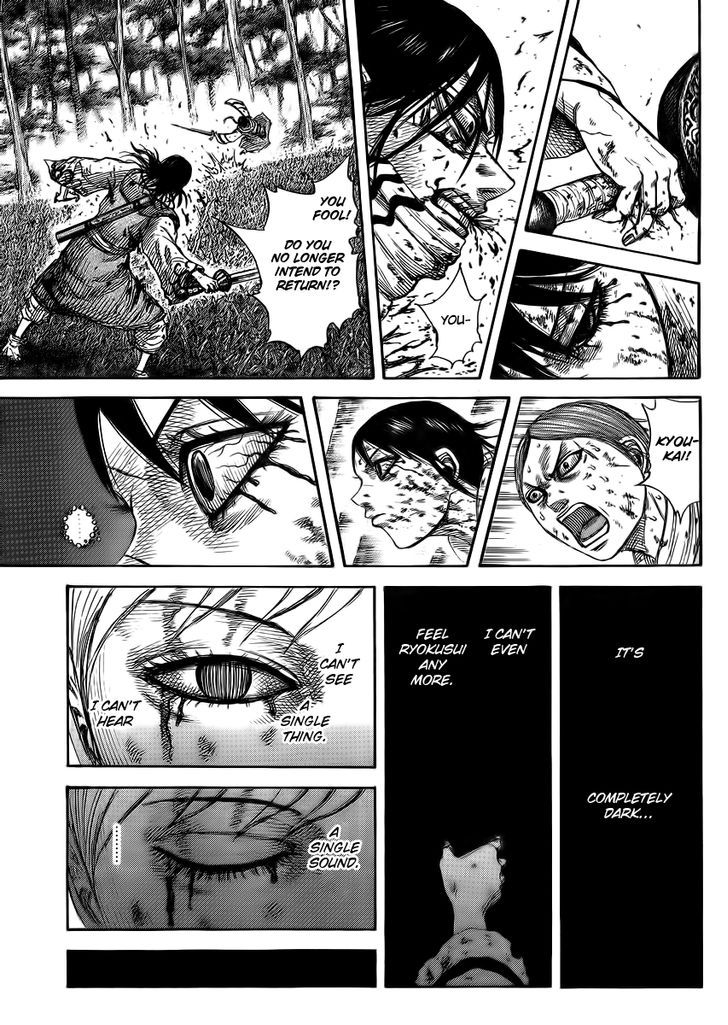 YOU-
YOU
FOOL!
DO YOU
NO LONGER
INTEND TO
RETURN!?
KYOU-
KAI!
......
IT'S
COMPLETELY
DARK...
I CAN'T
EVEN
FEEL
RYOKUSUI
ANY
MORE.
I
CAN'T
SEE
A
SINGLE
THING.
I CAN'T
HEAR
A
SINGLE
SOUND.
......